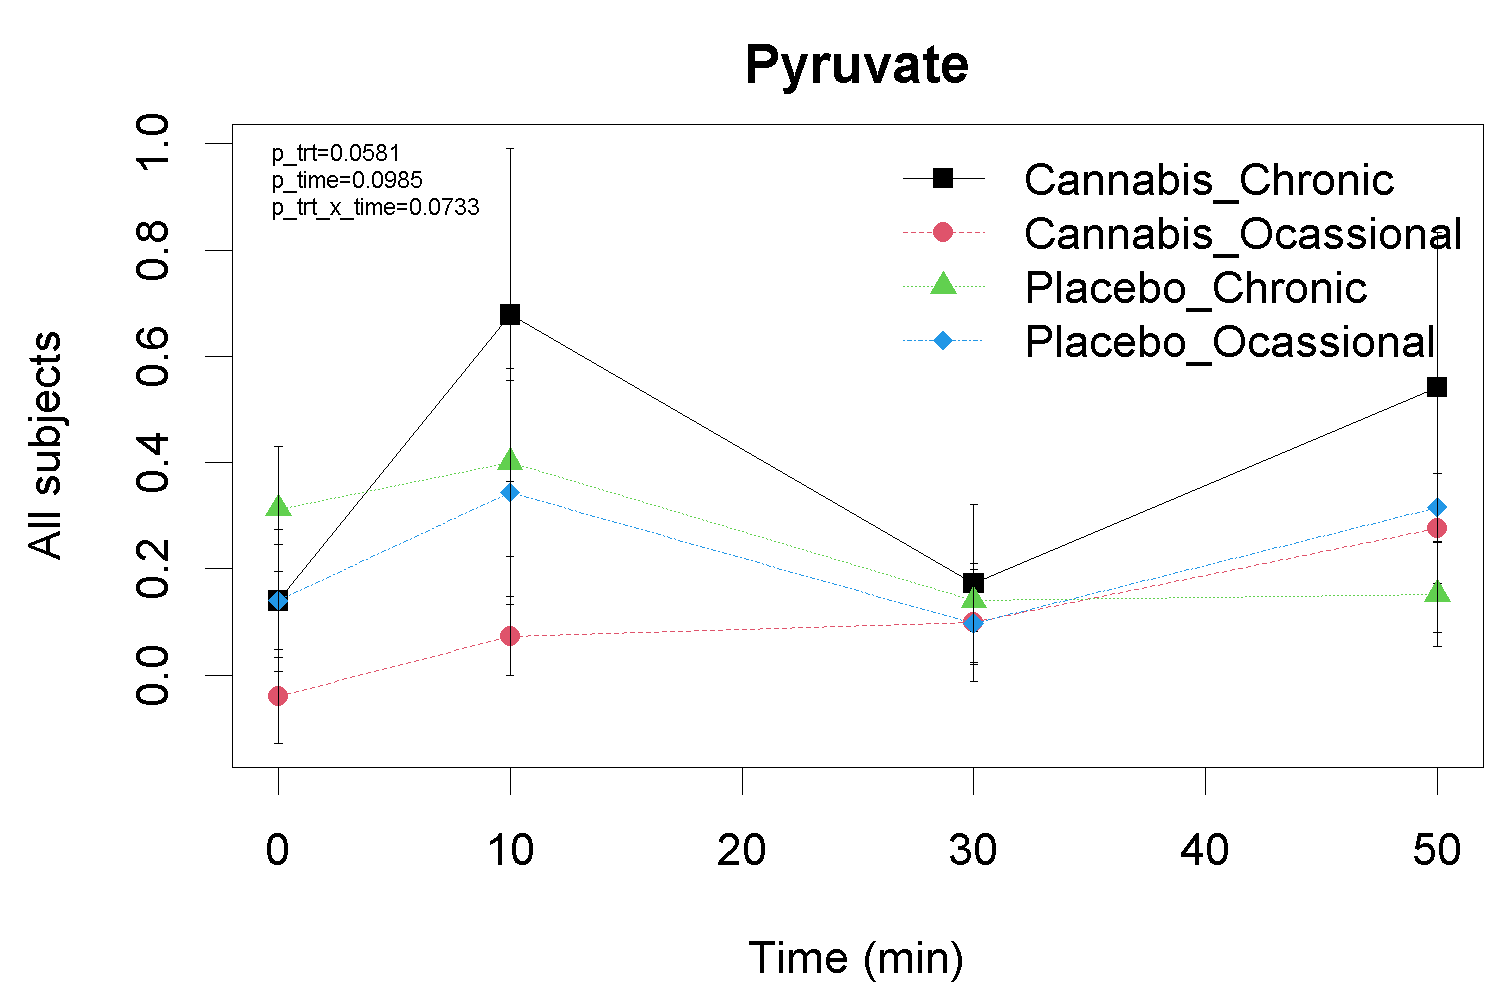 Pyruvate
p_trt=0.0581
p_time=0.0985
p_trt_x_time=0.0733
Cannabis_Chronic
Cannabis_Ocassional
Placebo_Chronic
Placebo_Ocassional
All subjects
1.0
0.8
0.6
0.4
0.2
0.0
0 10 20 30 40 50
Time (min)